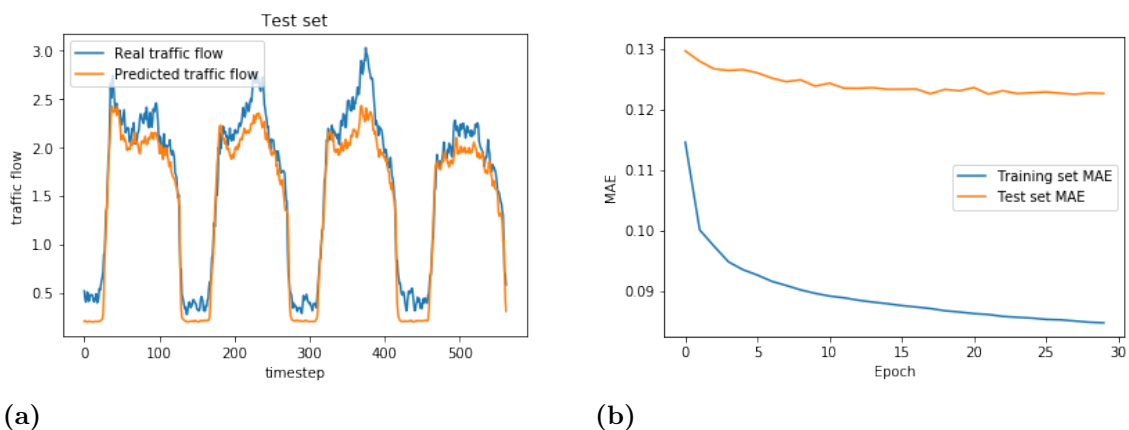 Test set
Real traffic flow
Predicted traffic flow
3.0
2.5
2.0
1.5
1.0
0.5
traffic flow
0 100 200 300 400 500
timestep
(a)
0.13
0.12
0.11
0.10
0.09
MAE
Training set MAE
Test set MAE
0 5 10 15 20 25 30
Epoch
(b)